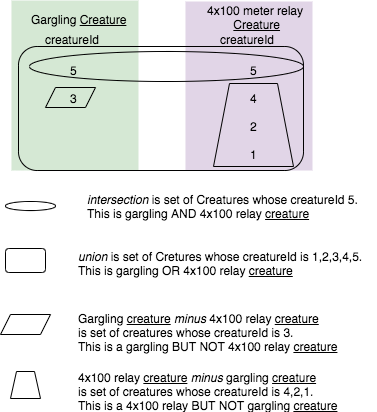 Gargling Creature
creatureId
4x100 meter relay
Creature
creatureId
5
5
3
4
2
1
intersection is set of Creatures whose creatureId 5.
This is gargling AND 4x100 relay creature
union is set of Cretures whose creatureId is 1,2,3,4,5.
This is gargling OR 4x100 relay creature
Gargling creature minus 4x100 relay creature
is set of creatures whose creatureId is 3.
This is a gargling BUT NOT 4x100 relay creature
4x100 relay creature minus gargling creature
is set of creatures whose creatureId is 4,2,1.
This is a 4x100 relay BUT NOT gargling creature